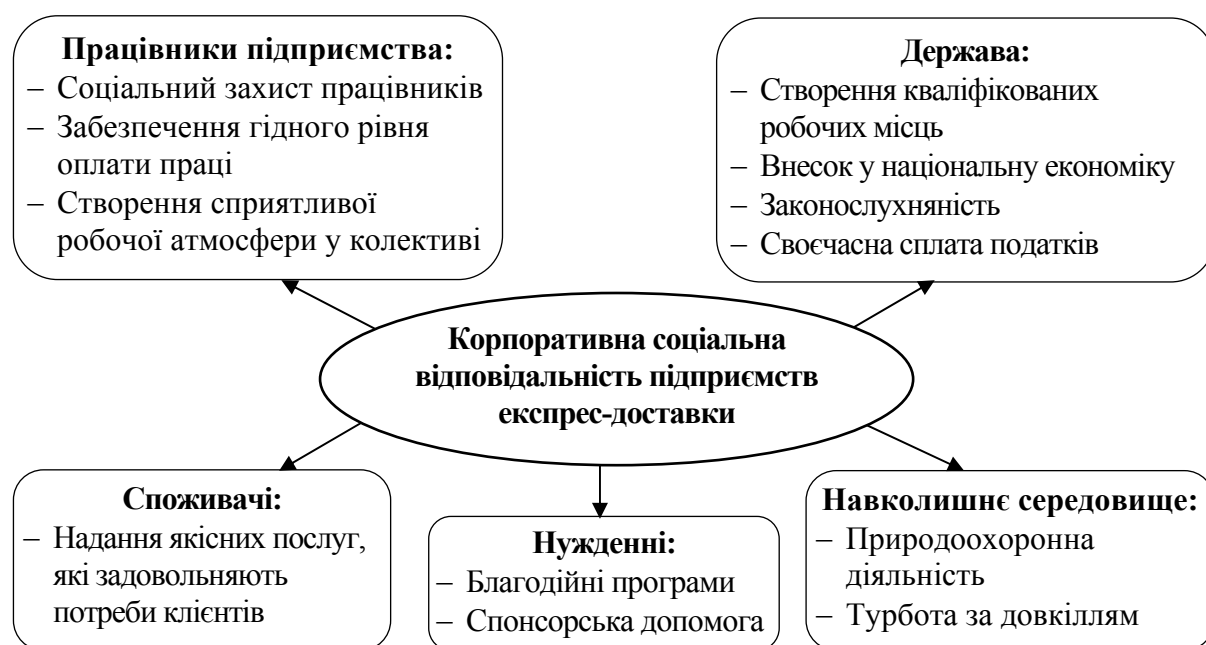 Працівники підприємства:
– Соціальний захист працівників
– Забезпечення гідного рівня
оплати праці
– Створення сприятливої
робочої атмосфери у колективі
Держава:
– Створення кваліфікованих
робочих місць
– Внесок у національну економіку
– Законослухняність
– Своєчасна сплата податків
Корпоративна соціальна
відповідальність підприємств
експрес-доставки
Споживачі:
– Надання якісних послуг,
які задовольняють
потреби клієнтів
Нужденні:
– Благодійні програми
– Спонсорська допомога
Навколишнє середовище:
– Природоохоронна
діяльність
– Турбота за довкіллям